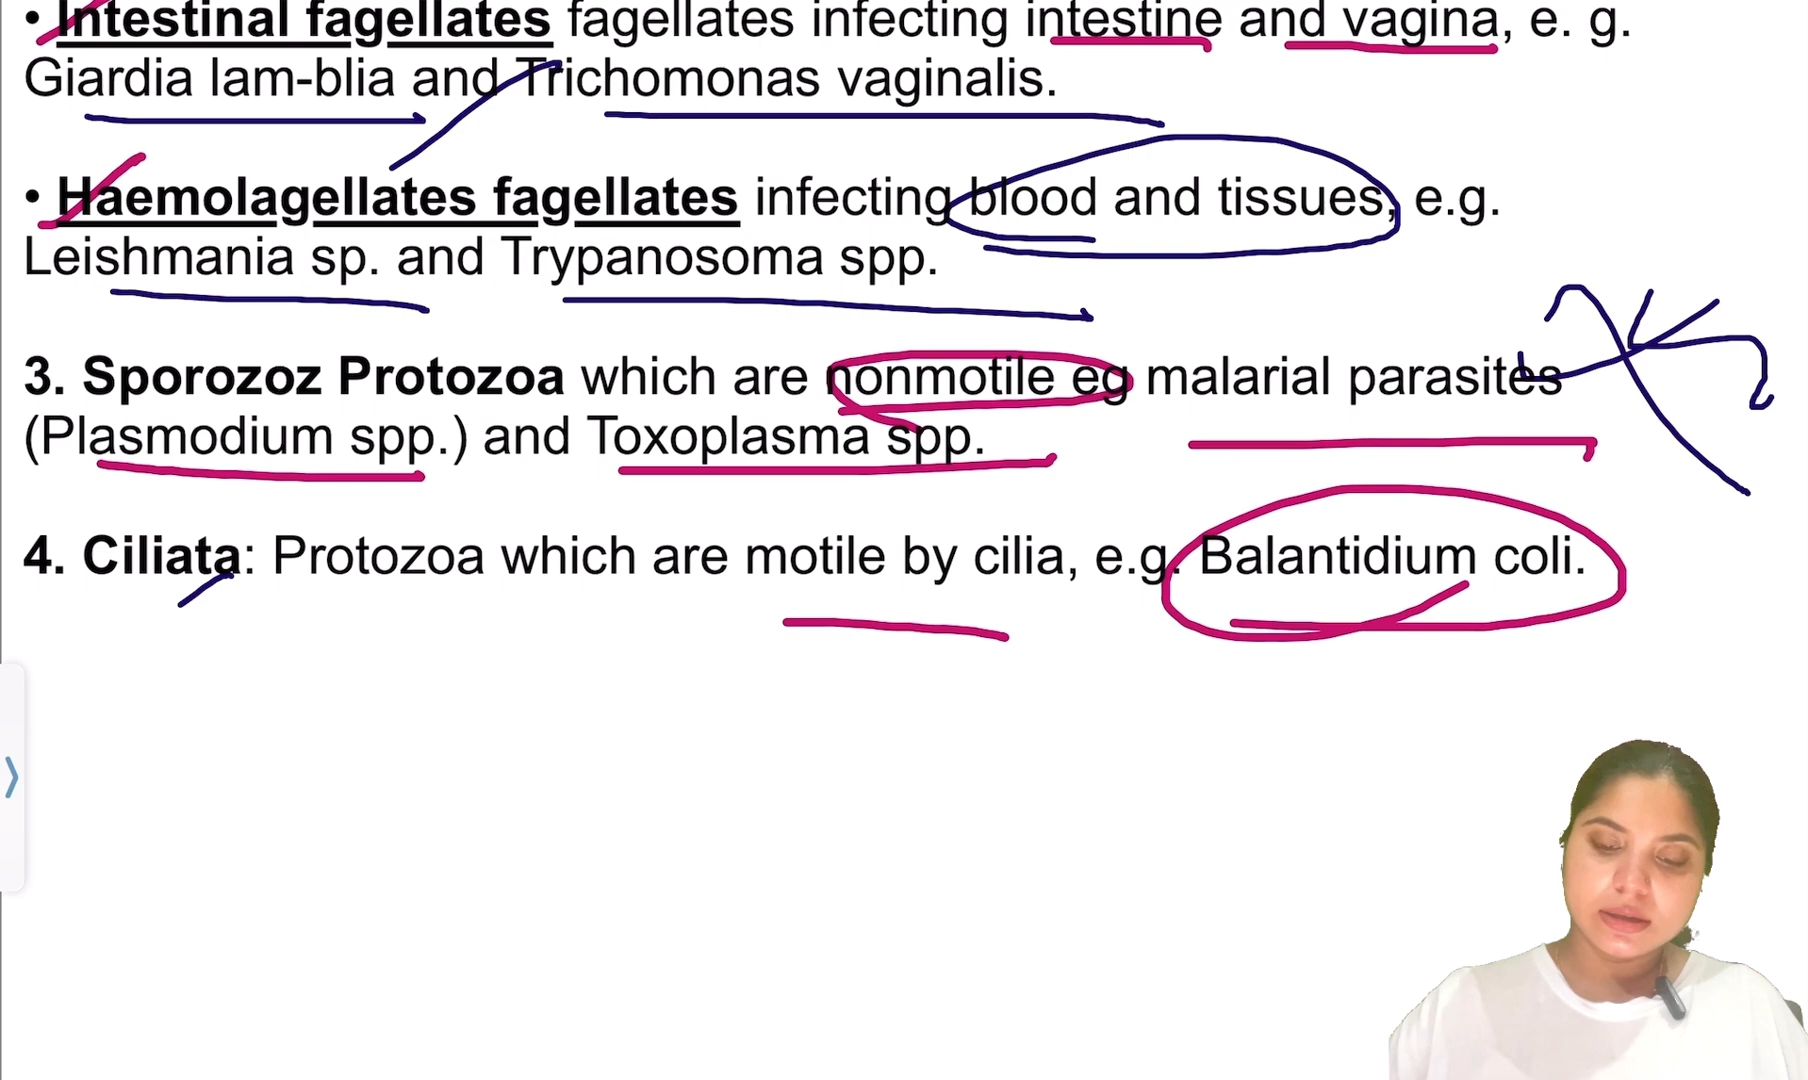 • Intestinal fagellates fagellates infecting intestine and vagina, e. g.
Giardia lam-blia and Trichomonas vaginalis.
• Haemolagellates fagellates infecting blood and tissues, e.g.
Leishmania sp. and Trypanosoma spp.
3. Sporozoz Protozoa which are nonmotile eg malarial parasites
(Plasmodium spp.) and Toxoplasma spp.
4. Ciliata: Protozoa which are motile by cilia, e.g. Balantidium coli.